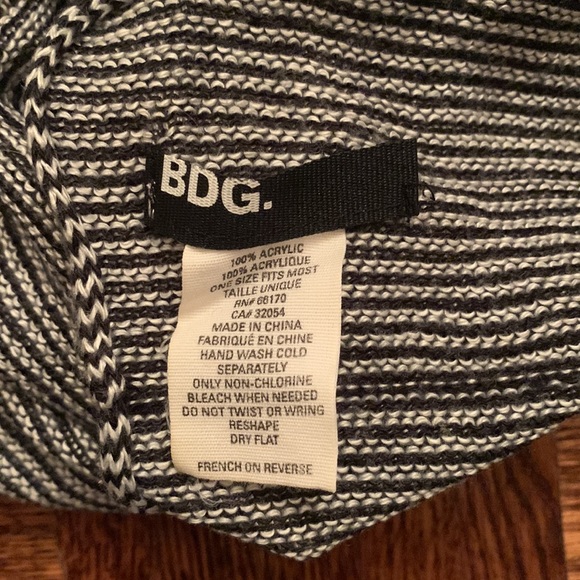 BDG.
100% ACRYLIC
100% ACRYLIQUE
ONE SIZE FITS MOST
TAILLE UNIQUE
RN# 66170
CA# 32054
MADE IN CHINA
FABRIQUÉ EN CHINE
HAND WASH COLD
SEPARATELY
ONLY NON-CHLORINE
BLEACH WHEN NEEDED
DO NOT TWIST OR WRING
RESHAPE
DRY FLAT
FRENCH ON REVERSE